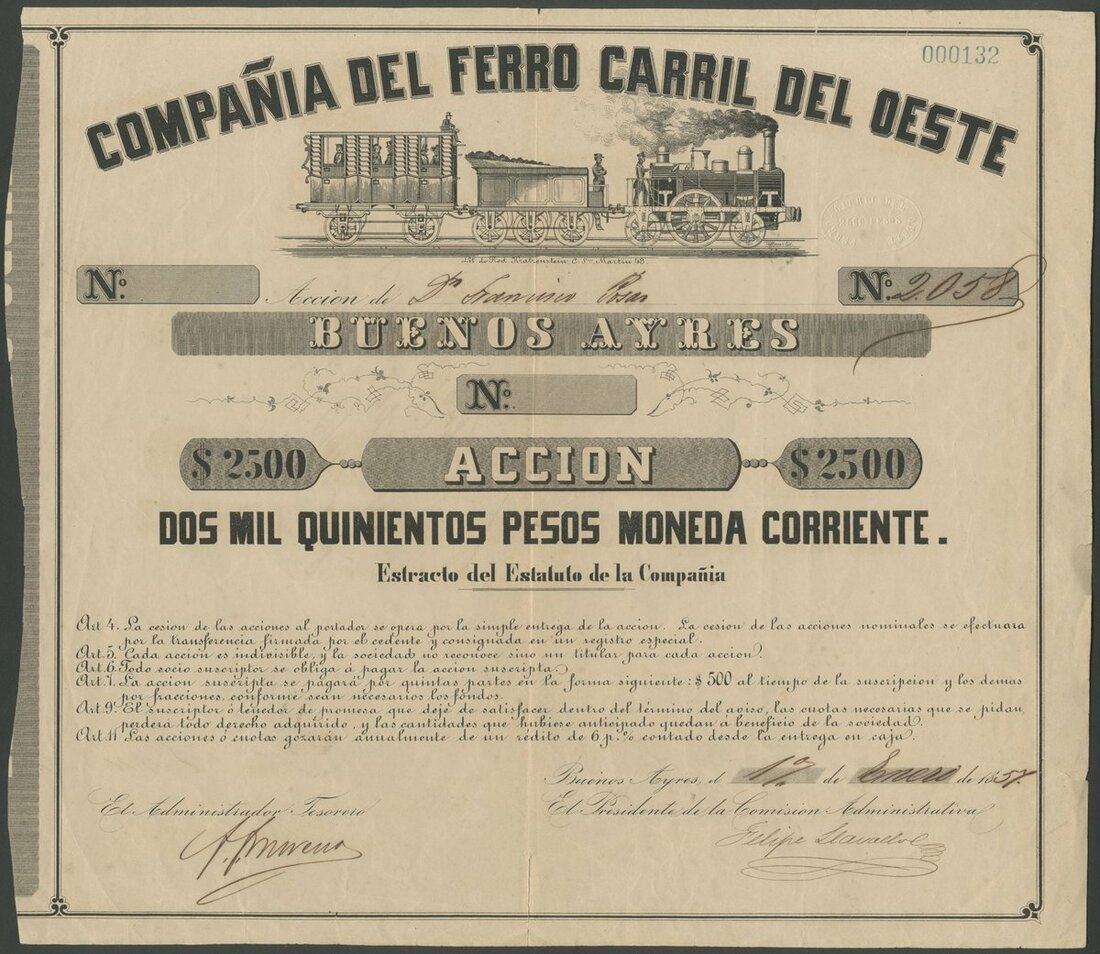 000132
COMPAÑIA DEL FERRO CARRIL DEL OESTE
Lit. de Rod. Kratzenstein, C. Sn. Martin 48.
Nº.
Accion de Dn Francisco
Nº. 2.058
BUENOS AYRES
Nº.
$ 2500 ACCION $ 2500
DOS MIL QUINIENTOS PESOS MONEDA CORRIENTE.
Estracto del Estatuto de la Compañia
Art 4. La cesion de las acciones al portador se opera por la simple entrega de la accion. La cesion de las acciones nominales se efectuara
por la transferencia firmada por el cedente y consignada en un registro especial.
Art. 5. Cada accion es indivisible, y la sociedad no reconoce sino un titular para cada accion.
Art. 6. Todo socio suscriptor se obliga á pagar la accion suscripta.
Art. 7. La accion suscripta se pagará por quintas partes en la forma siguiente: $ 500 al tiempo de la suscripcion y los demas
por fracciones, conforme sean necesarios los fondos.
Art. 9. El suscriptor ó tenedor de promesa que deje de satisfacer dentro del término del aviso, las cuotas necesarias que se pidan,
perderá todo derecho adquirido, y las cantidades que hubiese anticipado quedan á beneficio de la sociedad.
Art. 11 Las acciones ó cuotas gozarán anualmente de un rédito de 6 p.% contado desde la entrega en caja.
Buenos Ayres, el 1º de Enero de 1857.
El Administrador Tesorero
El Presidente de la Comision Administrativa
Moreno
Felipe Llavallol